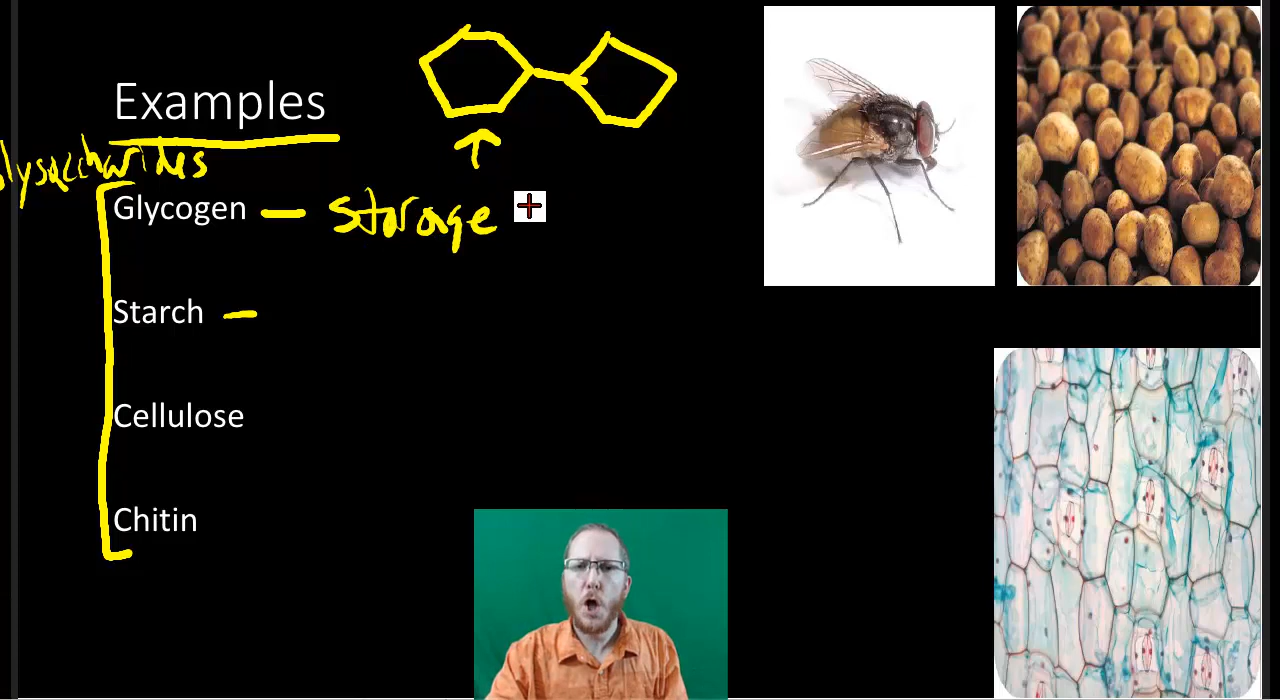 Examples
lysaccharides
Glycogen — storage
Starch —
Cellulose
Chitin